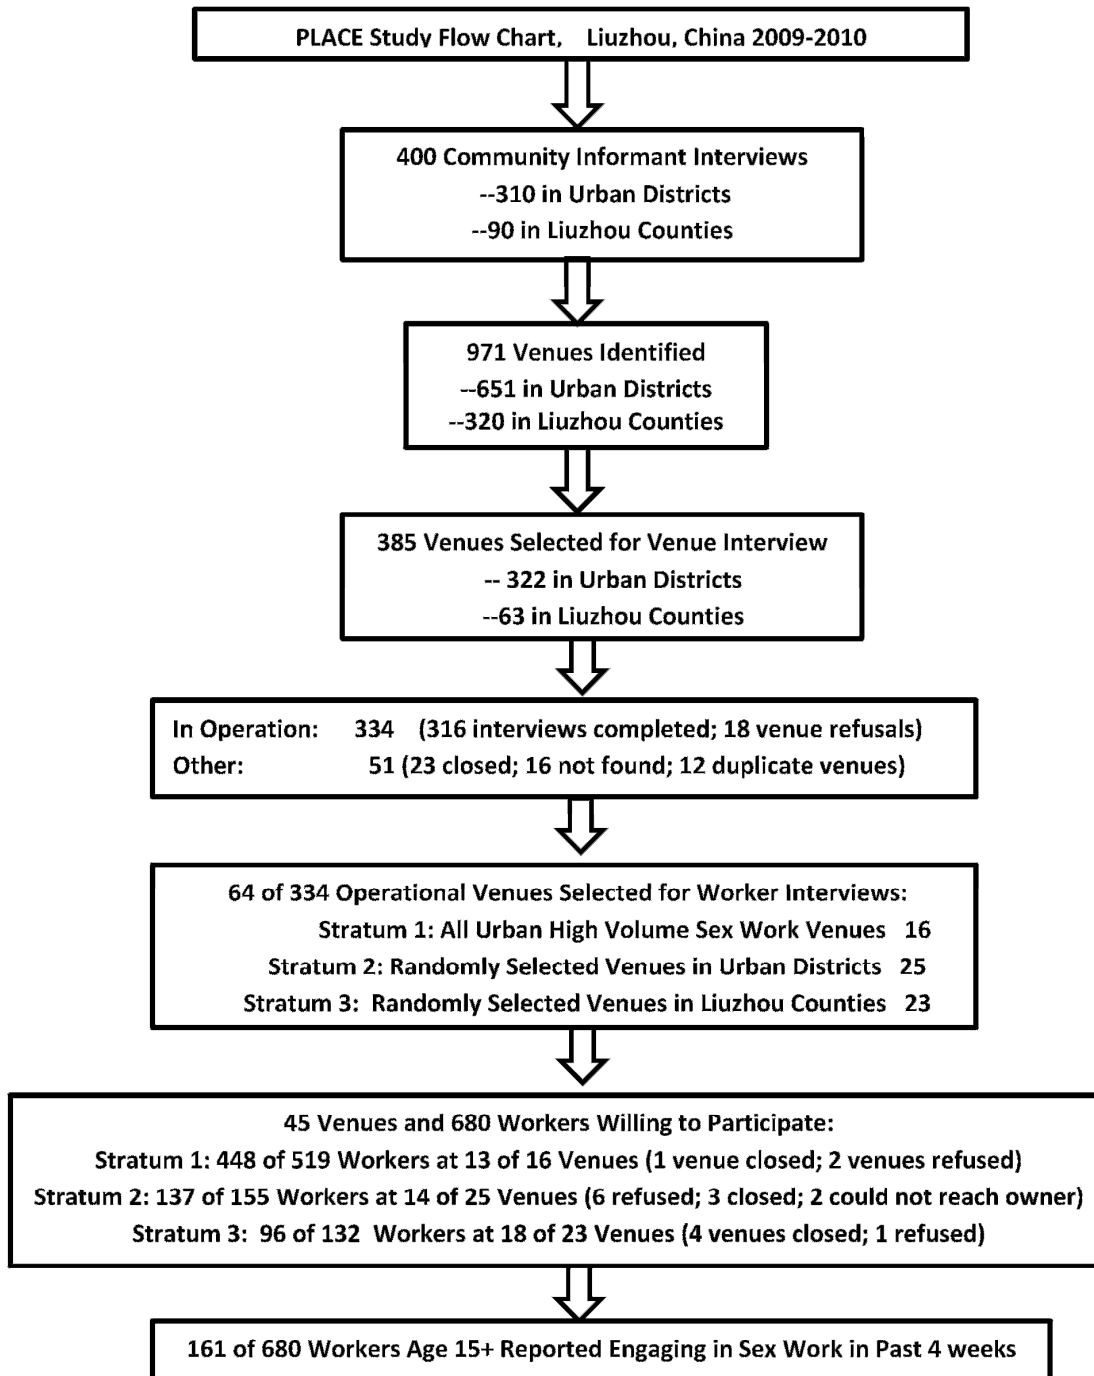 PLACE Study Flow Chart, Liuzhou, China 2009-2010
400 Community Informant Interviews
--310 in Urban Districts
--90 in Liuzhou Counties
971 Venues Identified
--651 in Urban Districts
--320 in Liuzhou Counties
385 Venues Selected for Venue Interview
-- 322 in Urban Districts
--63 in Liuzhou Counties
In Operation: 334 (316 interviews completed; 18 venue refusals)
Other: 51 (23 closed; 16 not found; 12 duplicate venues)
64 of 334 Operational Venues Selected for Worker Interviews:
Stratum 1: All Urban High Volume Sex Work Venues 16
Stratum 2: Randomly Selected Venues in Urban Districts 25
Stratum 3: Randomly Selected Venues in Liuzhou Counties 23
45 Venues and 680 Workers Willing to Participate:
Stratum 1: 448 of 519 Workers at 13 of 16 Venues (1 venue closed; 2 venues refused)
Stratum 2: 137 of 155 Workers at 14 of 25 Venues (6 refused; 3 closed; 2 could not reach owner)
Stratum 3: 96 of 132 Workers at 18 of 23 Venues (4 venues closed; 1 refused)
161 of 680 Workers Age 15+ Reported Engaging in Sex Work in Past 4 weeks